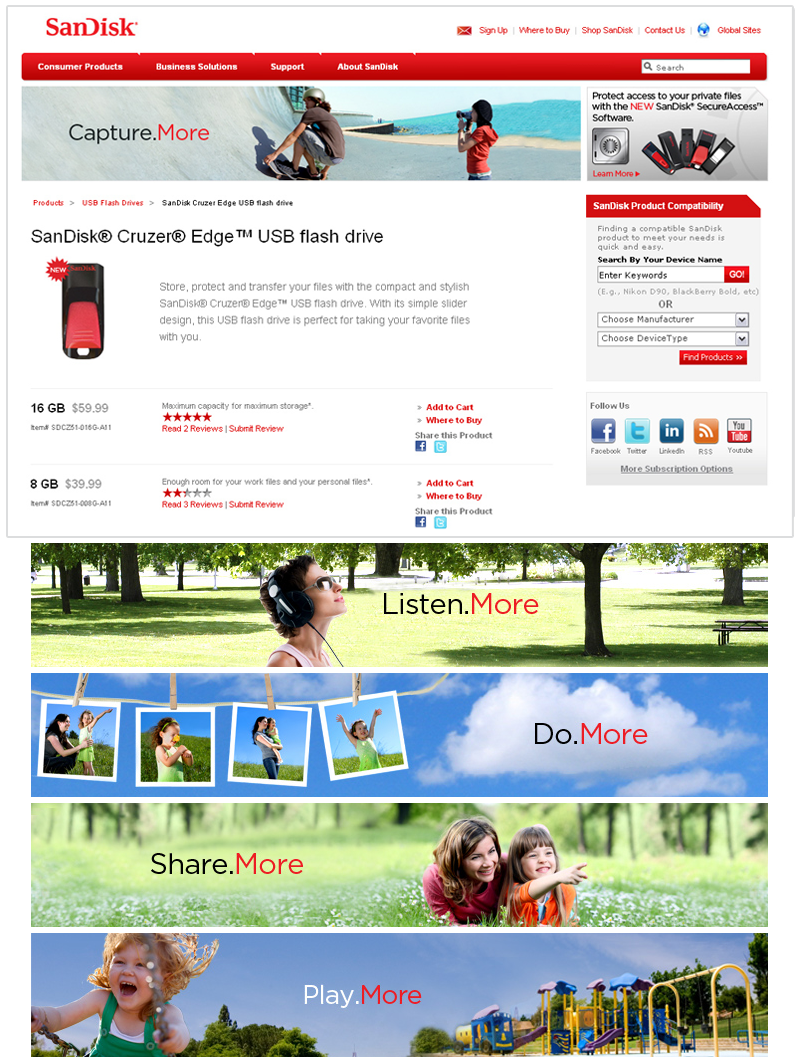 SanDisk®
Sign Up | Where to Buy | Shop SanDisk | Contact Us | Global Sites
Consumer Products
Business Solutions
Support
About SanDisk
Search
Capture.More
Protect access to your private files
with the NEW SanDisk® SecureAccess™
Software.
Learn More
Products > USB Flash Drives > SanDisk Cruzer Edge USB flash drive
SanDisk® Cruzer® Edge™ USB flash drive
NEW
SanDisk
Store, protect and transfer your files with the compact and stylish
SanDisk® Cruzer® Edge™ USB flash drive. With its simple slider
design, this USB flash drive is perfect for taking your favorite files
with you.
16 GB $59.99
Item# SDCZ51-016G-A11
Maximum capacity for maximum storage*.
Read 2 Reviews | Submit Review
» Add to Cart
» Where to Buy
Share this Product
8 GB $39.99
Item# SDCZ51-008G-A11
Enough room for your work files and your personal files*.
Read 3 Reviews | Submit Review
» Add to Cart
» Where to Buy
Share this Product
SanDisk Product Compatibility
Finding a compatible SanDisk
product to meet your needs is
quick and easy.
Search By Your Device Name
Enter Keywords
GO!
(E.g., Nikon D90, BlackBerry Bold, etc)
OR
Choose Manufacturer
Choose DeviceType
Find Products »
Follow Us
in
You
Tube
Facebook Twitter LinkedIn RSS Youtube
More Subscription Options
Listen.More
Do.More
Share.More
Play.More